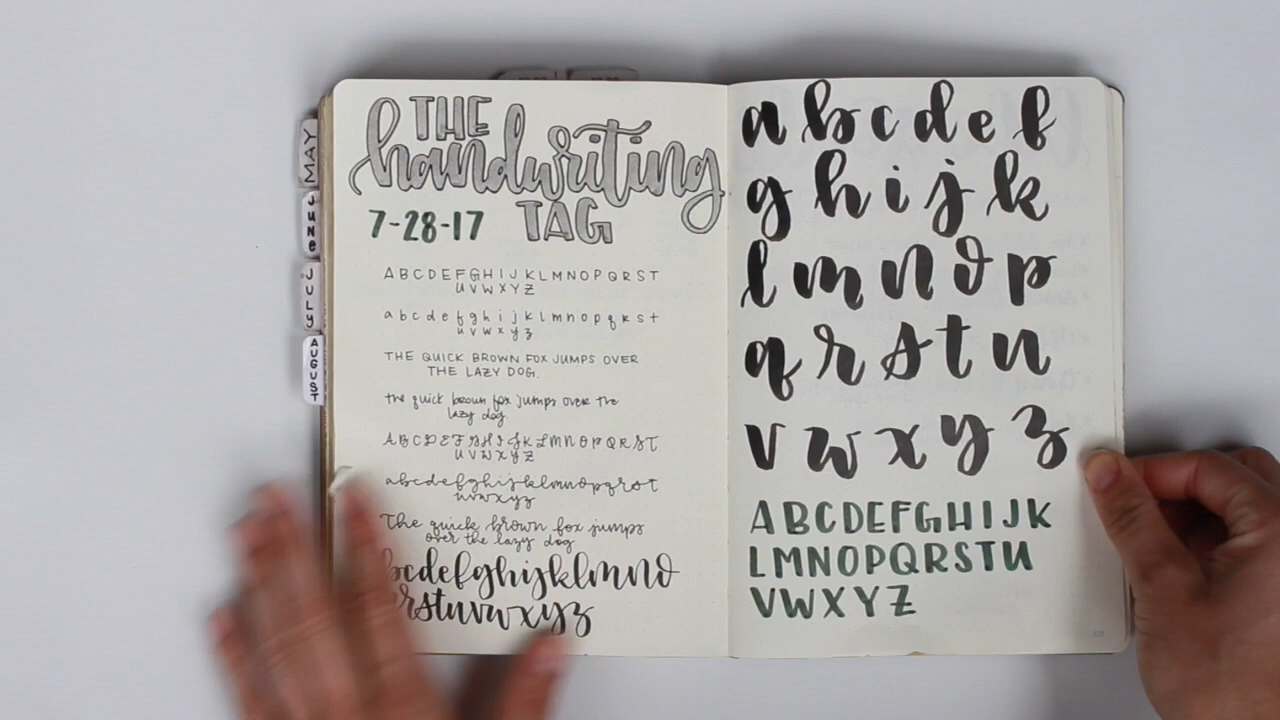 MAY
JUNE
JULY
AUGUST
THE
handwriting
TAG
7-28-17
ABCDEFGHIJKLMNOPQRST
UVWXYZ
abcdefghijklmnopqrst
uvwxyz
THE QUICK BROWN FOX JUMPS OVER
THE LAZY DOG.
the quick brown fox jumps over the
lazy dog
ABCDEFGHIJKLMNOPQRST
UVWXYZ
abcdefghijklmnopqrst
uvwxyz
The quick brown fox jumps
over the lazy dog
bcdefghijklmno
rstuvwxyz
a b c d e f
g h i j k
l m n o p
q r s t u
v w x y z
ABCDEFGHIJK
LMNOPQRSTU
VWXYZ